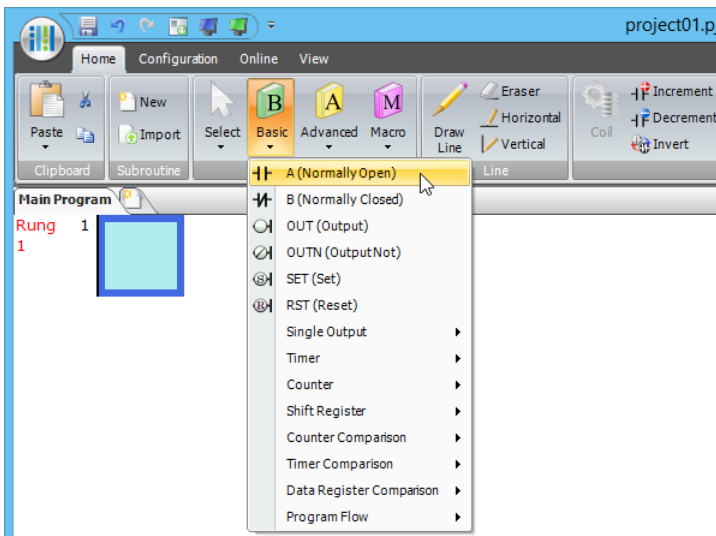 project01.pj
Home Configuration Online View
Paste
Clipboard
New
Import
Subroutine
Select
B
Basic
A
Advanced
M
Macro
Draw
Line
Eraser
Horizontal
Vertical
Line
Coil
Increment
Decrement
Invert
Main Program
Rung 1
1
A (Normally Open)
B (Normally Closed)
OUT (Output)
OUTN (Output Not)
S SET (Set)
R RST (Reset)
Single Output
Timer
Counter
Shift Register
Counter Comparison
Timer Comparison
Data Register Comparison
Program Flow